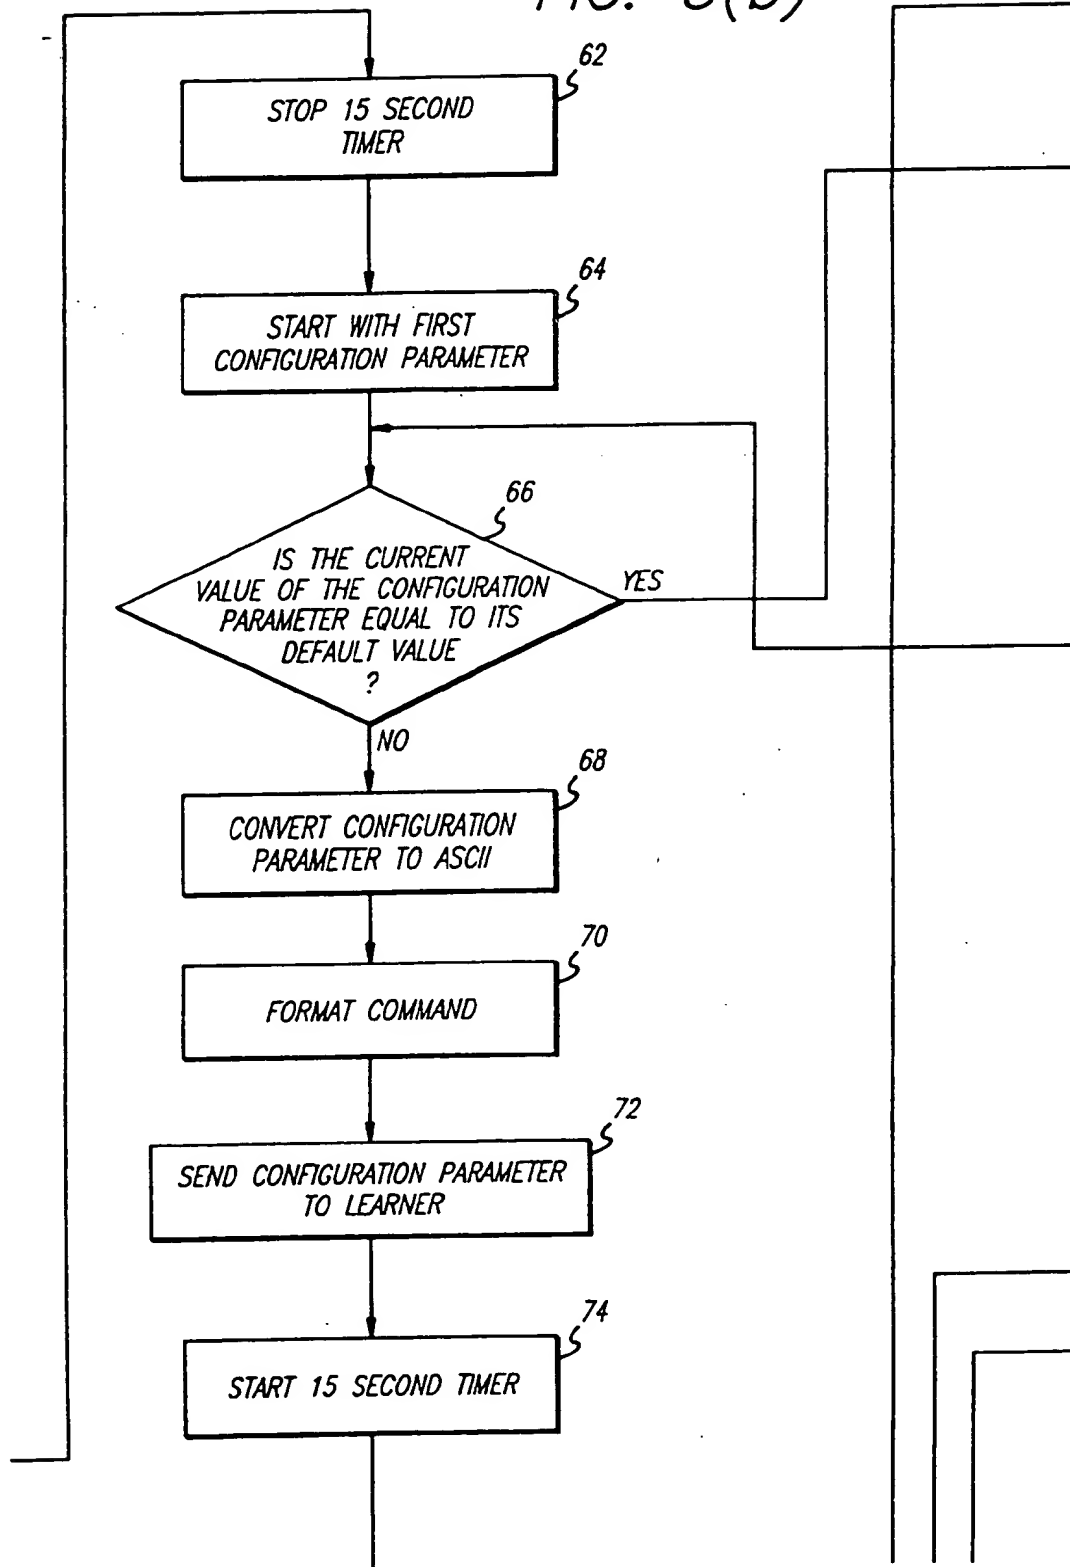 62
STOP 15 SECOND
TIMER
64
START WITH FIRST
CONFIGURATION PARAMETER
66
IS THE CURRENT
VALUE OF THE CONFIGURATION
PARAMETER EQUAL TO ITS
DEFAULT VALUE
?
YES
NO
68
CONVERT CONFIGURATION
PARAMETER TO ASCII
70
FORMAT COMMAND
72
SEND CONFIGURATION PARAMETER
TO LEARNER
74
START 15 SECOND TIMER